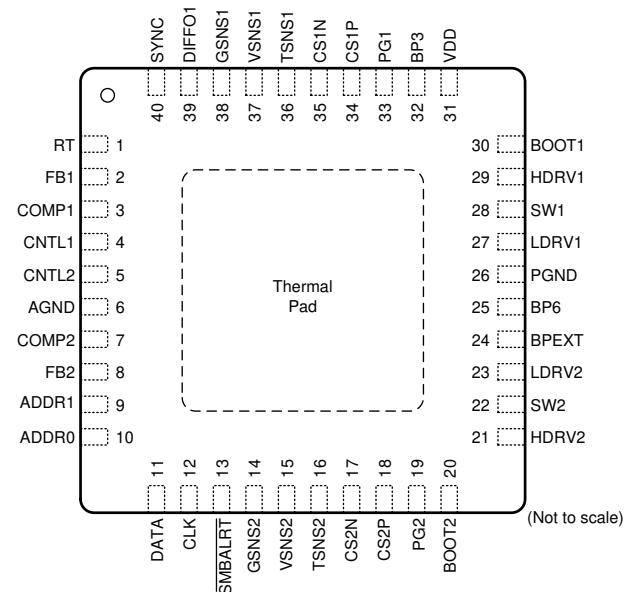 SYNC DIFFO1 GSNS1 VSNS1 TSNS1 CS1N CS1P PG1 BP3 VDD
40 39 38 37 36 35 34 33 32 31
RT 1 30 BOOT1
FB1 2 29 HDRV1
COMP1 3 28 SW1
CNTL1 4 27 LDRV1
CNTL2 5 26 PGND
AGND 6 25 BP6
COMP2 7 24 BPEXT
FB2 8 23 LDRV2
ADDR1 9 22 SW2
ADDR0 10 21 HDRV2
Thermal
Pad
11 12 13 14 15 16 17 18 19 20
DATA CLK SMBALRT GSNS2 VSNS2 TSNS2 CS2N CS2P PG2 BOOT2
(Not to scale)